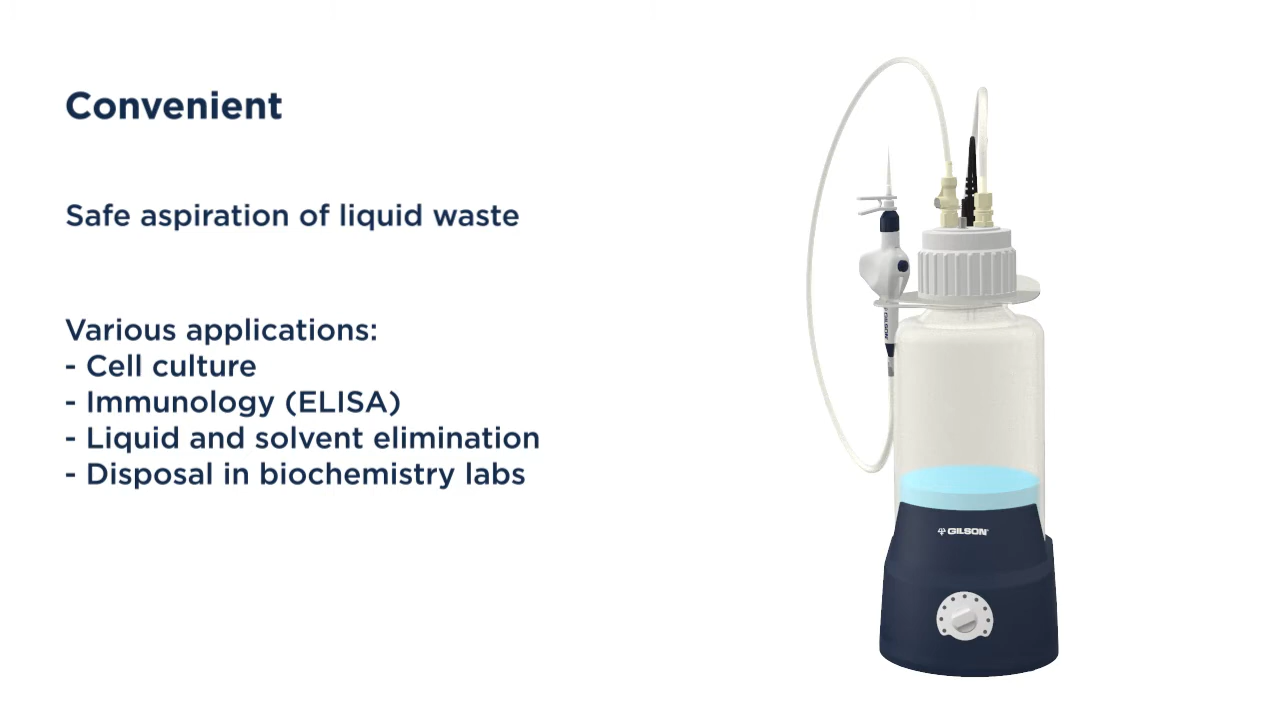 Convenient
Safe aspiration of liquid waste
Various applications:
- Cell culture
- Immunology (ELISA)
- Liquid and solvent elimination
- Disposal in biochemistry labs
GILSON
GILSON